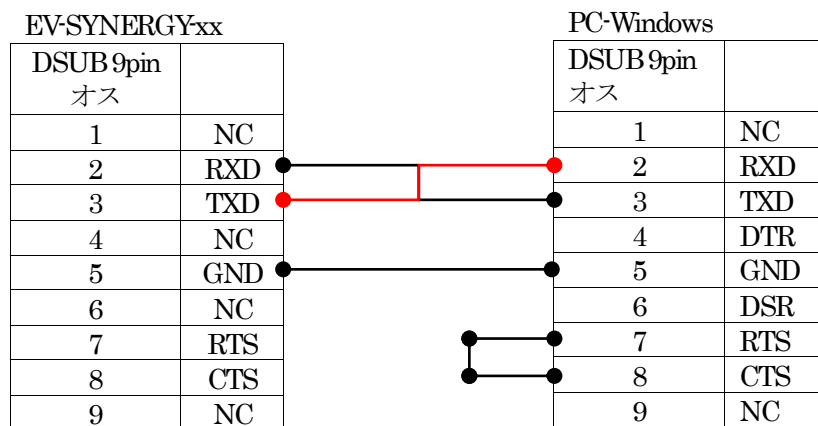 EV-SYNERGY-xx
DSUB 9pin
オス
1 NC
2 RXD
3 TXD
4 NC
5 GND
6 NC
7 RTS
8 CTS
9 NC
PC-Windows
DSUB 9pin
オス
1 NC
2 RXD
3 TXD
4 DTR
5 GND
6 DSR
7 RTS
8 CTS
9 NC